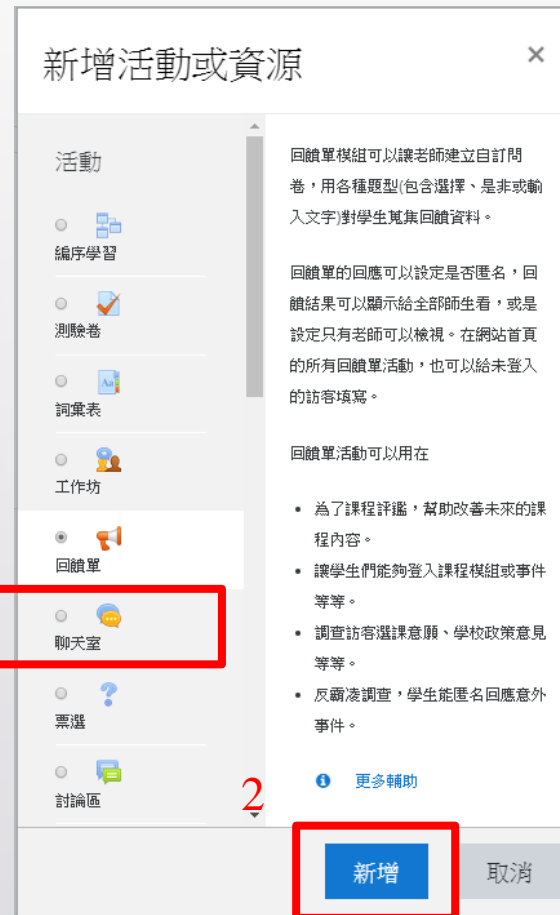 新增活動或資源
×
活動
編序學習
測驗卷
詞彙表
工作坊
回饋單
聊天室
票選
討論區
回饋單模組可以讓老師建立自訂問
卷，用各種題型(包含選擇、是非或輸
入文字)對學生蒐集回饋資料。
回饋單的回應可以設定是否匿名，回
饋結果可以顯示給全部師生看，或是
設定只有老師可以檢視。在網站首頁
的所有回饋單活動，也可以給未登入
的訪客填寫。
回饋單活動可以用在
• 為了課程評鑑，幫助改善未來的課
程內容。
• 讓學生們能夠登入課程模組或事件
等等。
• 調查訪客選課意願、學校政策意見
等等。
• 反霸凌調查，學生能匿名回應意外
事件。
更多輔助
2
新增
取消